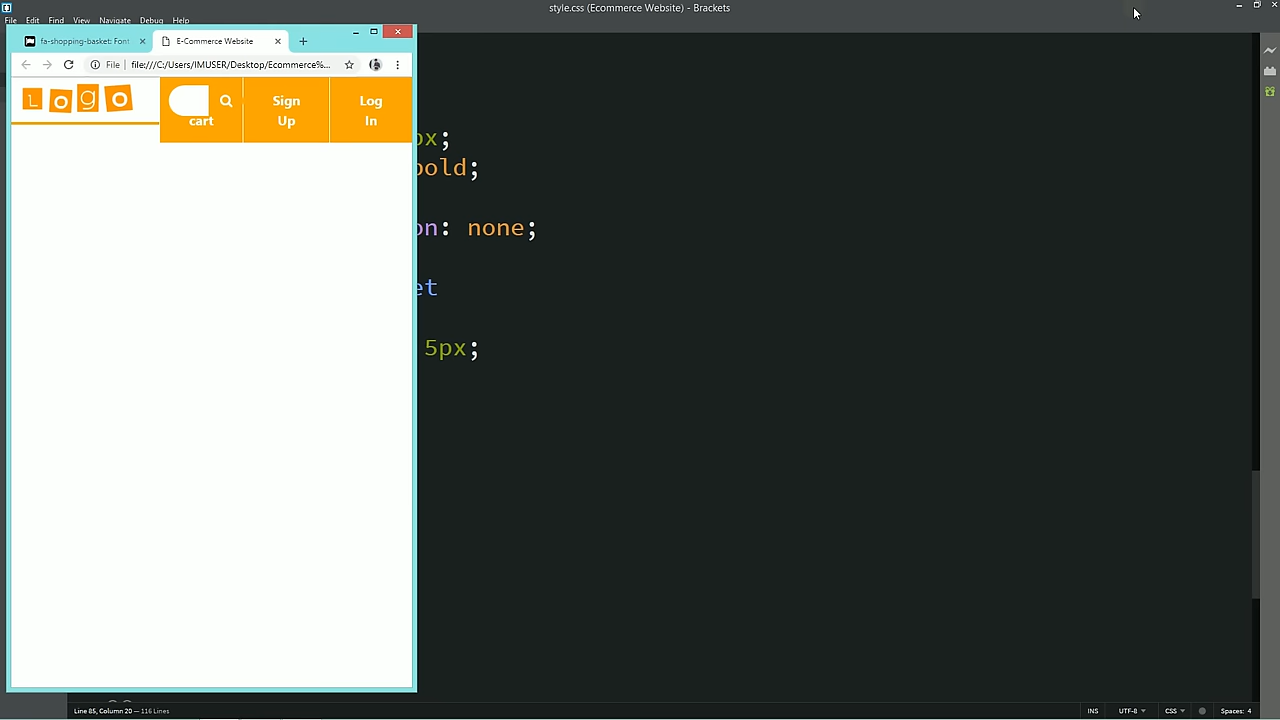 style.css (Ecommerce Website) - Brackets
File Edit Find View Navigate Debug Help
fa-shopping-basket: Font
E-Commerce Website
File | file:///C:/Users/IMUSER/Desktop/Ecommerce%...
Logo
cart
Sign
Up
Log
In
px;
bold;
on: none;
et
5px;
Line 85, Column 20 — 116 Lines
INS UTF-8 CSS Spaces: 4